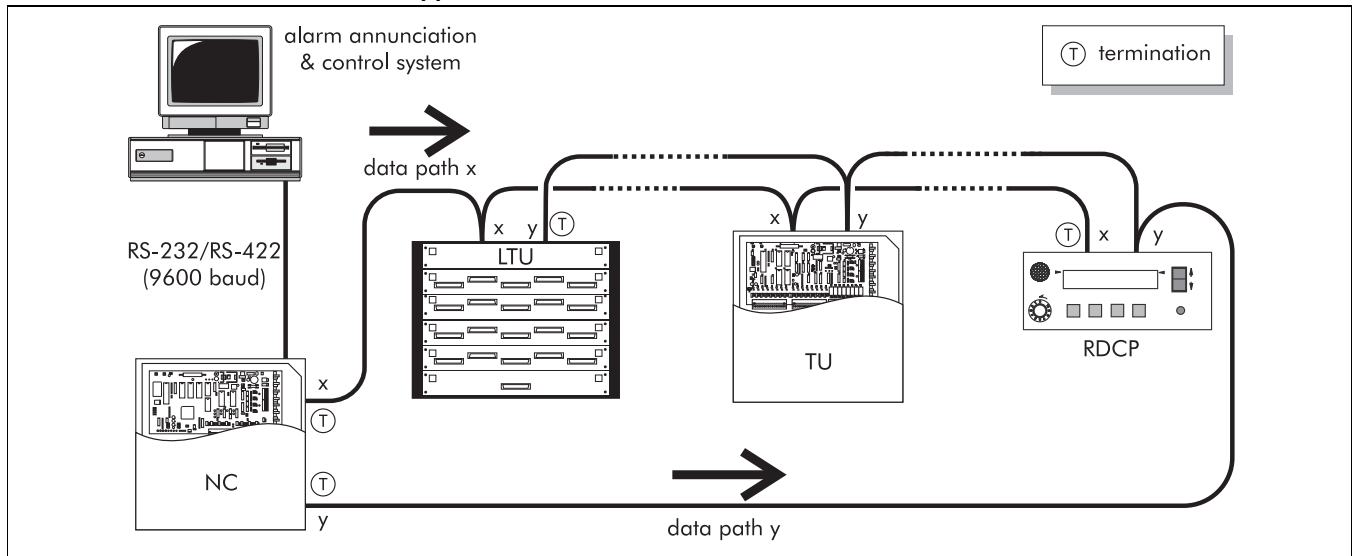 alarm annunciation
& control system
T termination
data path x
RS-232/RS-422
(9600 baud)
x y T
LTU
x y
TU
T x y
RDCP
x
T
NC
T
y
data path y